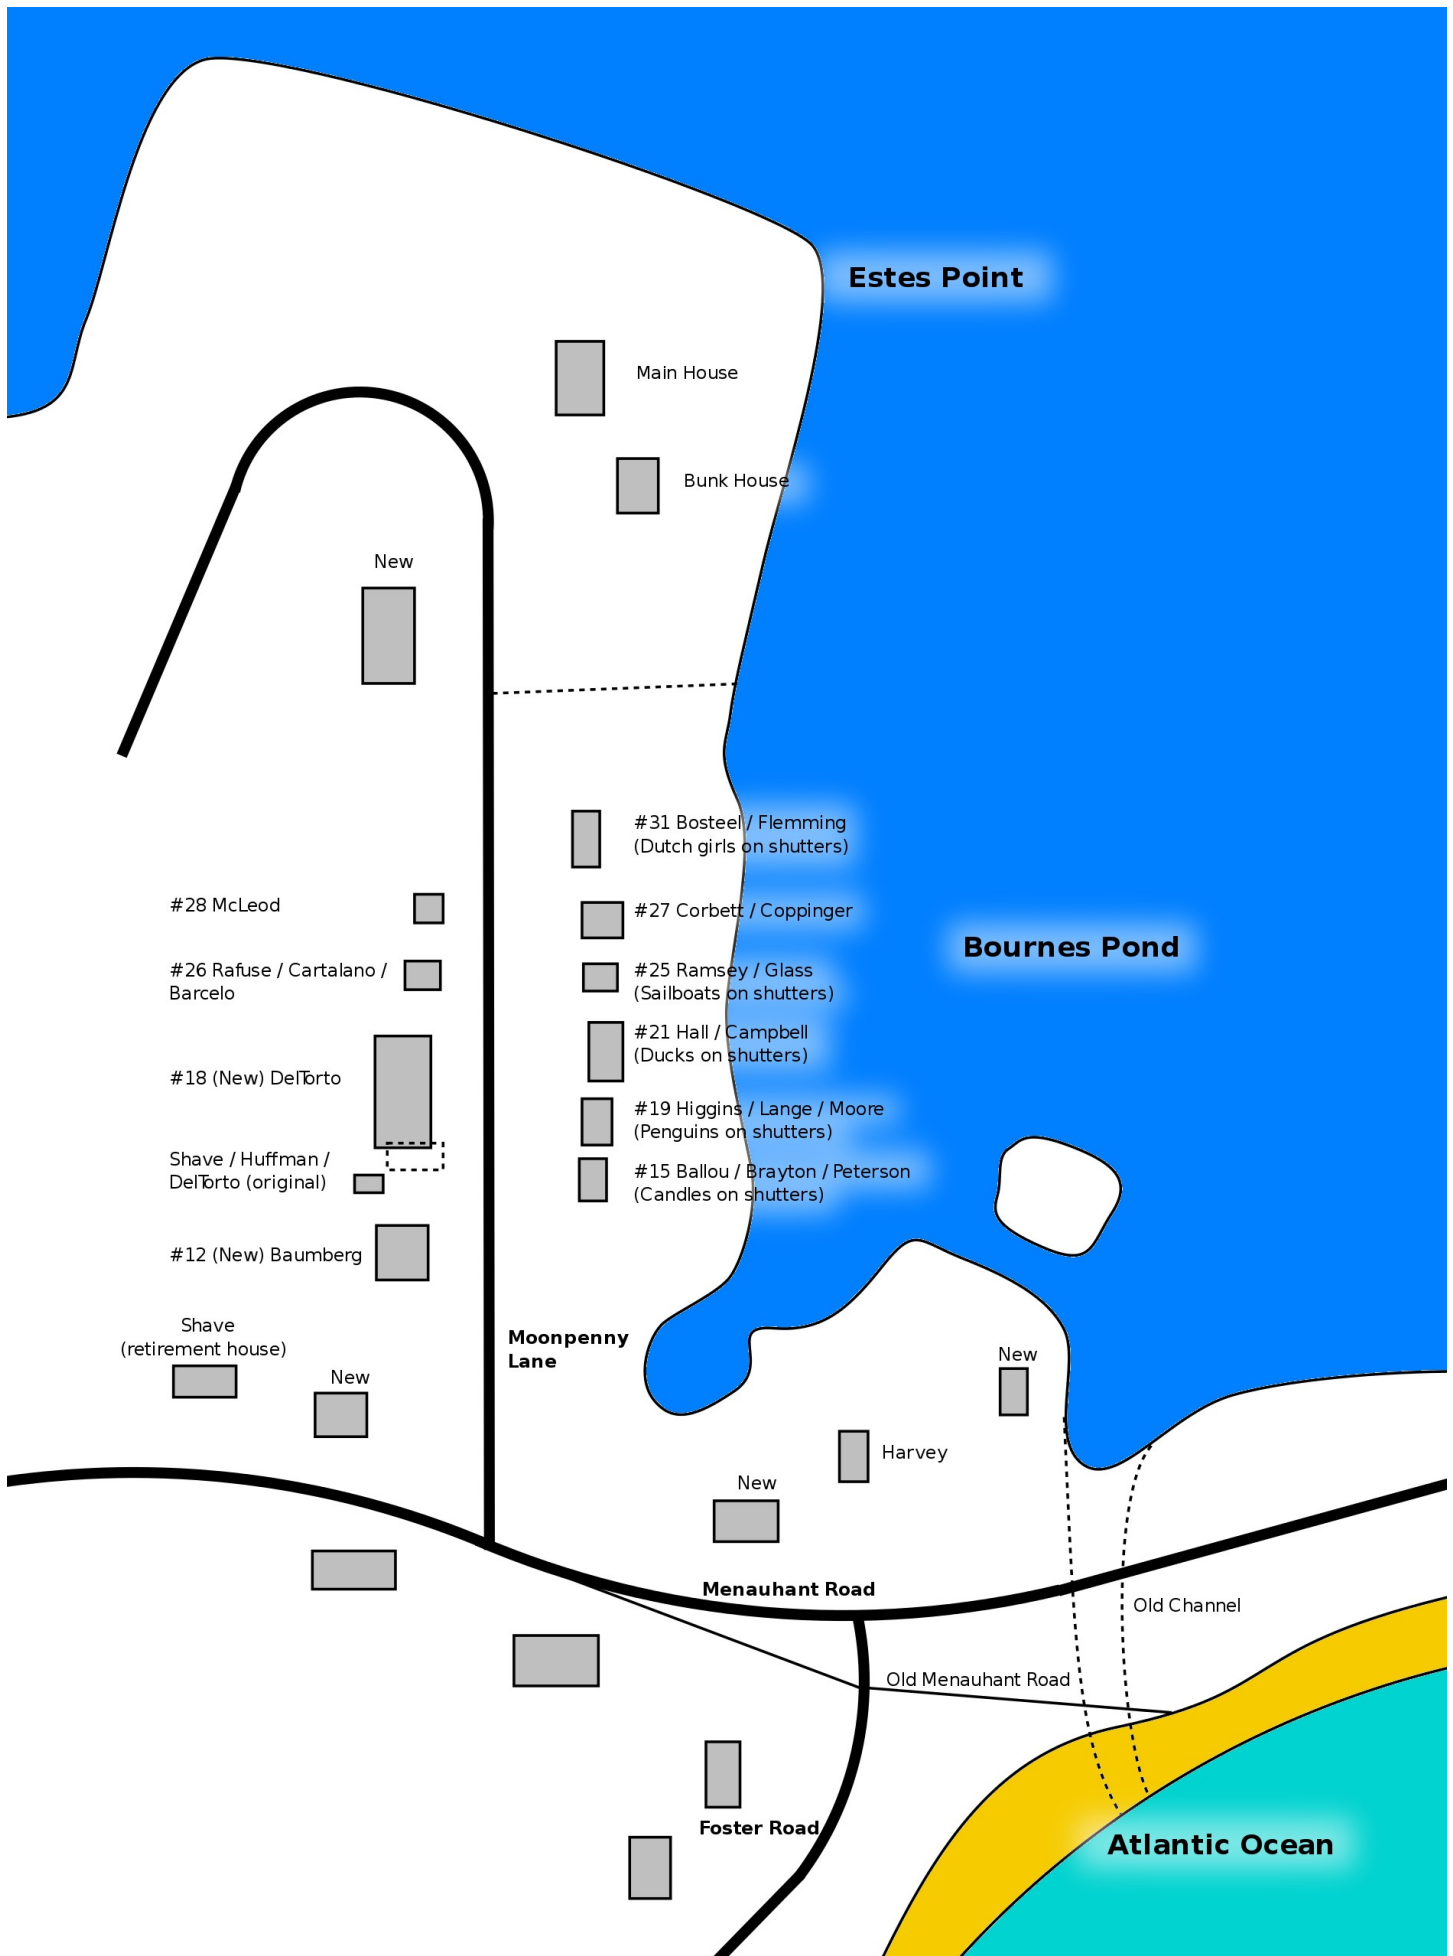 Estes Point
Main House
Bunk House
New
#31 Bosteel / Flemming
(Dutch girls on shutters)
#28 McLeod
#27 Corbett / Coppinger
Bournes Pond
#26 Rafuse / Cartalano /
Barcelo
#25 Ramsey / Glass
(Sailboats on shutters)
#21 Hall / Campbell
(Ducks on shutters)
#18 (New) DelTorto
#19 Higgins / Lange / Moore
(Penguins on shutters)
Shave / Huffman /
DelTorto (original)
#15 Ballou / Brayton / Peterson
(Candles on shutters)
#12 (New) Baumberg
Shave
(retirement house)
Moonpenny
Lane
New
New
Harvey
New
Menauhant Road
Old Channel
Old Menauhant Road
Foster Road
Atlantic Ocean